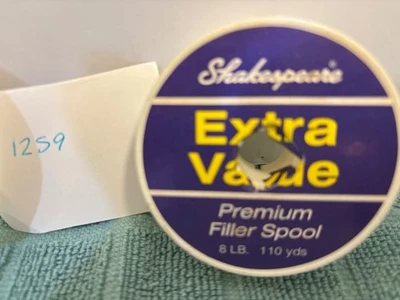 1259
Shakespeare®
Extra
Value
Premium
Filler Spool
8 LB. 110 yds